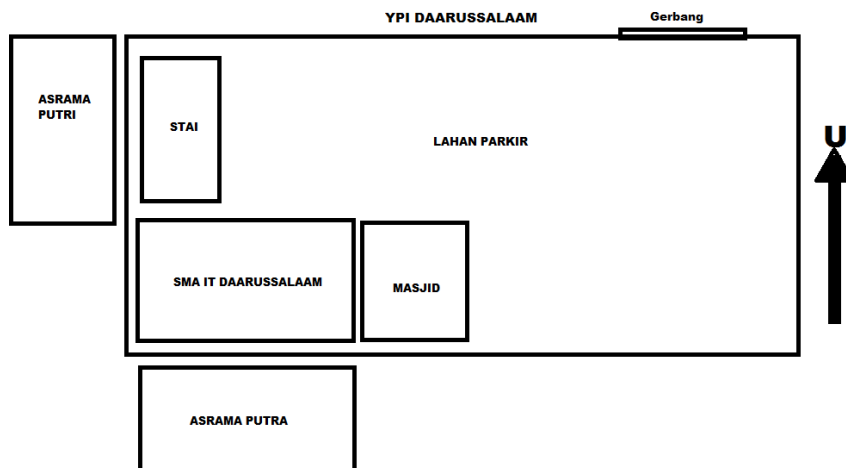 YPI DAARUSSALAAM
Gerbang
ASRAMA
PUTRI
STAI
LAHAN PARKIR
U
SMA IT DAARUSSALAAM
MASJID
ASRAMA PUTRA